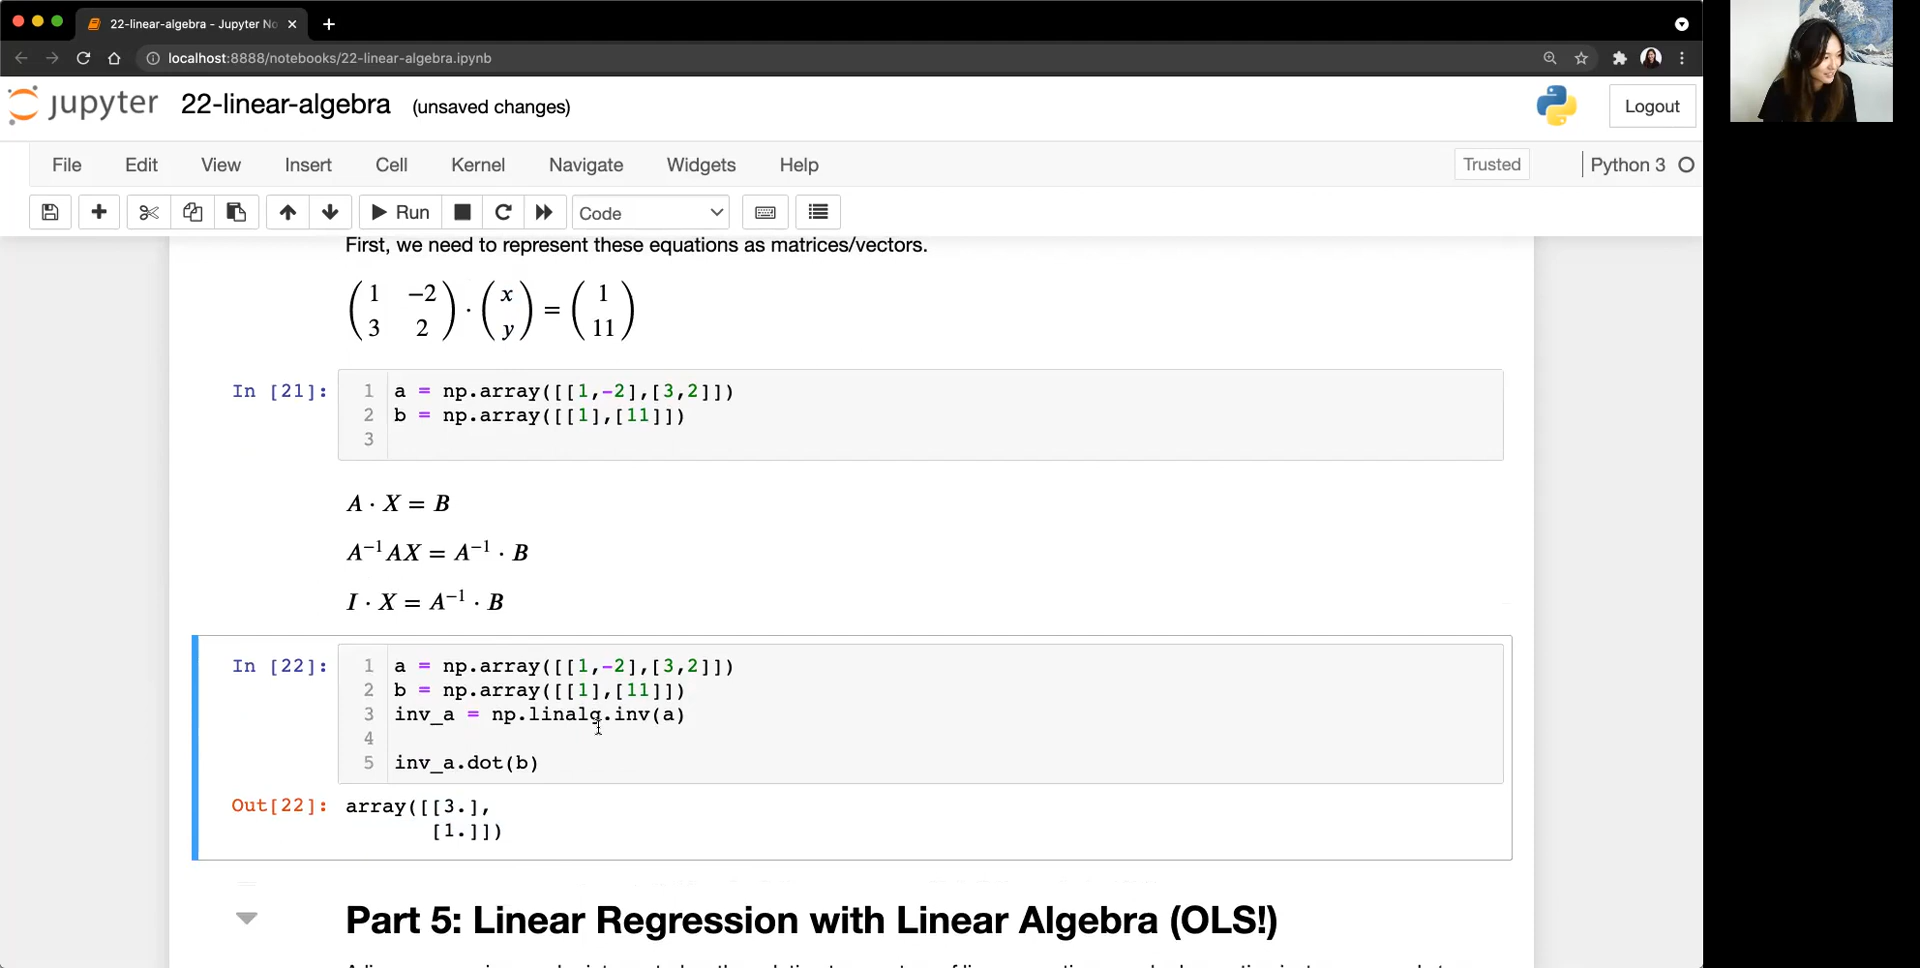 22-linear-algebra - Jupyter No
localhost:8888/notebooks/22-linear-algebra.ipynb
jupyter 22-linear-algebra (unsaved changes) Logout
File Edit View Insert Cell Kernel Navigate Widgets Help Trusted Python 3
Run Code
First, we need to represent these equations as matrices/vectors.
( 1 −2 ) · ( x ) = ( 1 )
( 3 2 ) ( y ) ( 11 )
In [21]: 1 a = np.array([[1,-2],[3,2]])
2 b = np.array([[1],[11]])
3
A · X = B
A⁻¹AX = A⁻¹ · B
I · X = A⁻¹ · B
In [22]: 1 a = np.array([[1,-2],[3,2]])
2 b = np.array([[1],[11]])
3 inv_a = np.linalg.inv(a)
4
5 inv_a.dot(b)
Out[22]: array([[3.],
[1.]])
Part 5: Linear Regression with Linear Algebra (OLS!)